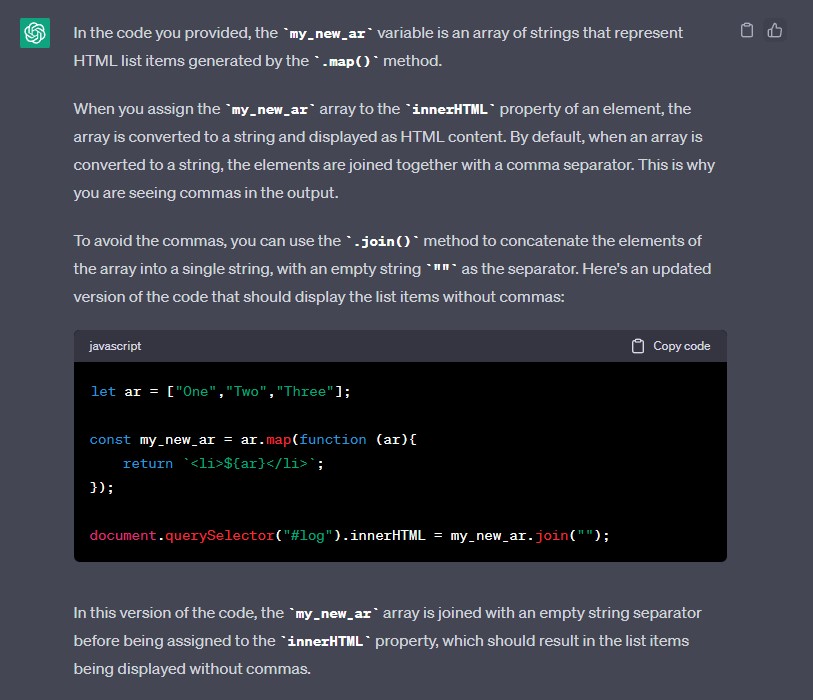 In the code you provided, the `my_new_ar` variable is an array of strings that represent
HTML list items generated by the `.map()` method.
When you assign the `my_new_ar` array to the `innerHTML` property of an element, the
array is converted to a string and displayed as HTML content. By default, when an array is
converted to a string, the elements are joined together with a comma separator. This is why
you are seeing commas in the output.
To avoid the commas, you can use the `.join()` method to concatenate the elements of
the array into a single string, with an empty string `""` as the separator. Here's an updated
version of the code that should display the list items without commas:
javascript Copy code
let ar = ["One","Two","Three"];
const my_new_ar = ar.map(function (ar){
    return `<li>${ar}</li>`;
});
document.querySelector("#log").innerHTML = my_new_ar.join("");
In this version of the code, the `my_new_ar` array is joined with an empty string separator
before being assigned to the `innerHTML` property, which should result in the list items
being displayed without commas.